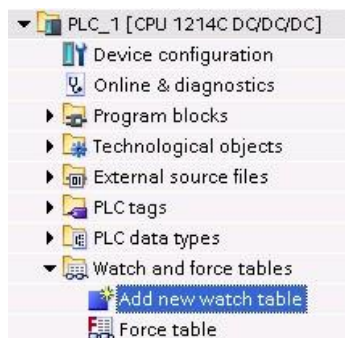 PLC_1 [CPU 1214C DC/DC/DC]
Device configuration
Online & diagnostics
Program blocks
Technological objects
External source files
PLC tags
PLC data types
Watch and force tables
Add new watch table
Force table